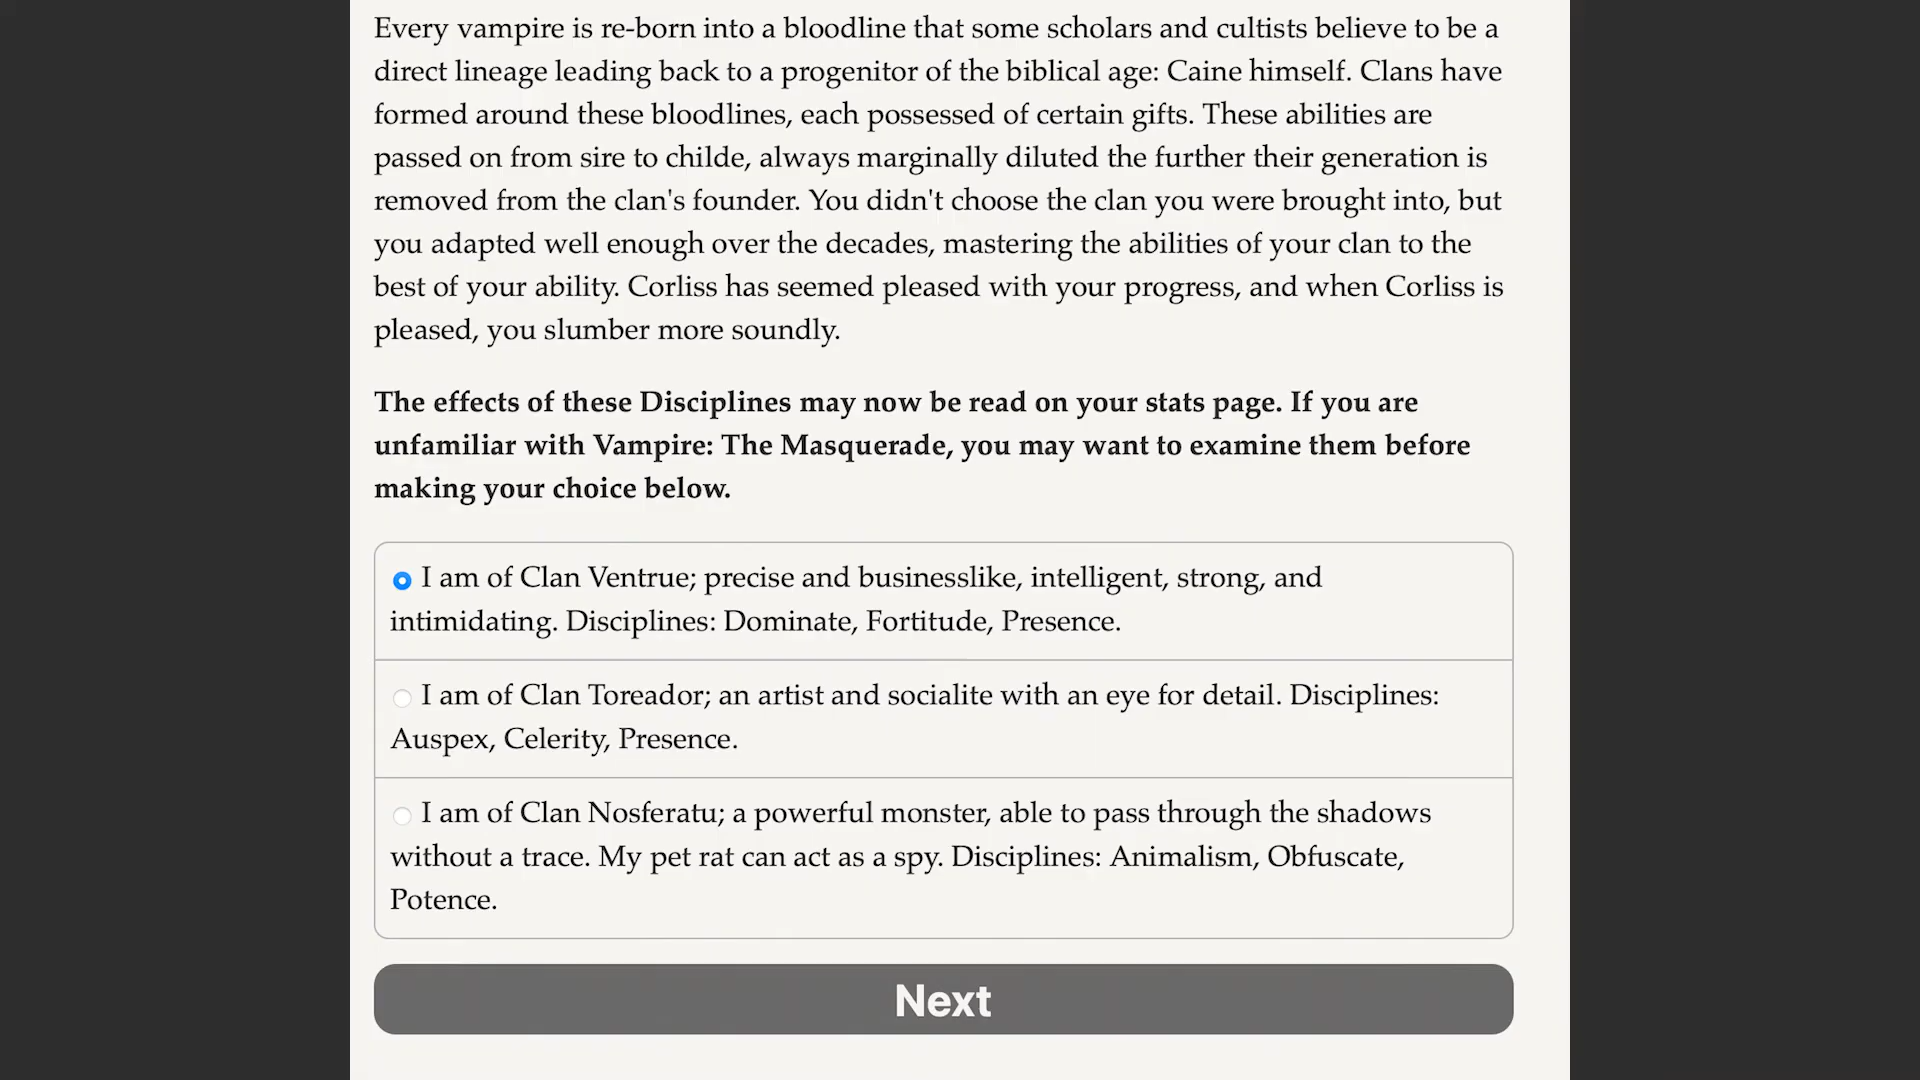 Every vampire is re-born into a bloodline that some scholars and cultists believe to be a
direct lineage leading back to a progenitor of the biblical age: Caine himself. Clans have
formed around these bloodlines, each possessed of certain gifts. These abilities are
passed on from sire to childe, always marginally diluted the further their generation is
removed from the clan's founder. You didn't choose the clan you were brought into, but
you adapted well enough over the decades, mastering the abilities of your clan to the
best of your ability. Corliss has seemed pleased with your progress, and when Corliss is
pleased, you slumber more soundly.
The effects of these Disciplines may now be read on your stats page. If you are
unfamiliar with Vampire: The Masquerade, you may want to examine them before
making your choice below.
I am of Clan Ventrue; precise and businesslike, intelligent, strong, and
intimidating. Disciplines: Dominate, Fortitude, Presence.
I am of Clan Toreador; an artist and socialite with an eye for detail. Disciplines:
Auspex, Celerity, Presence.
I am of Clan Nosferatu; a powerful monster, able to pass through the shadows
without a trace. My pet rat can act as a spy. Disciplines: Animalism, Obfuscate,
Potence.
Next